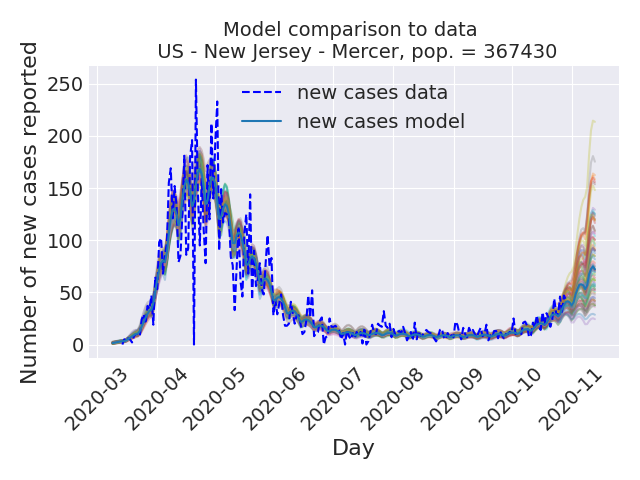 Model comparison to data
US - New Jersey - Mercer, pop. = 367430
new cases data
new cases model
Number of new cases reported
250
200
150
100
50
0
2020-03
2020-04
2020-05
2020-06
2020-07
2020-08
2020-09
2020-10
2020-11
Day